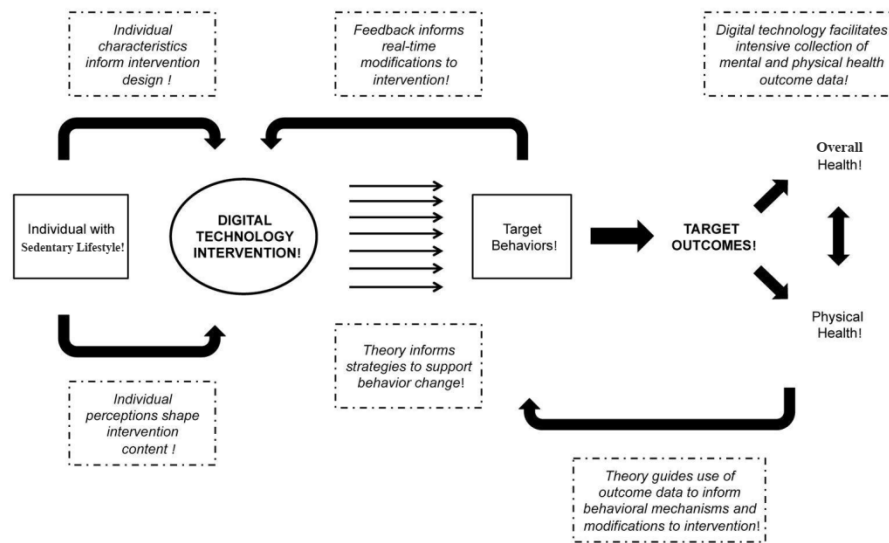 Individual
characteristics
inform intervention
design !
Feedback informs
real-time
modifications to
intervention!
Digital technology facilitates
intensive collection of
mental and physical health
outcome data!
Individual with
Sedentary Lifestyle!
DIGITAL
TECHNOLOGY
INTERVENTION!
Target
Behaviors!
TARGET
OUTCOMES!
Overall
Health!
Physical
Health!
Theory informs
strategies to support
behavior change!
Individual
perceptions shape
intervention
content !
Theory guides use of
outcome data to inform
behavioral mechanisms and
modifications to intervention!